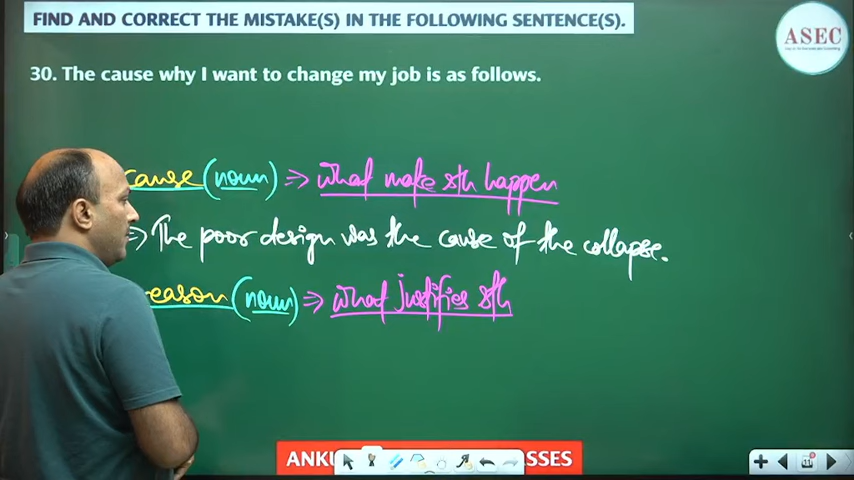 FIND AND CORRECT THE MISTAKE(S) IN THE FOLLOWING SENTENCE(S).
ASEC
30. The cause why I want to change my job is as follows.
cause (noun) ⇒ what make sth happen
⇒ The poor design was the cause of the collapse.
eason (noun) ⇒ what justifies sth
ANKU SSES